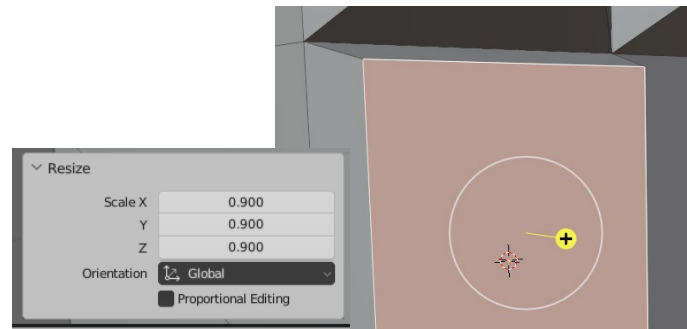 Resize
Scale X 0.900
Y 0.900
Z 0.900
Orientation Global
Proportional Editing